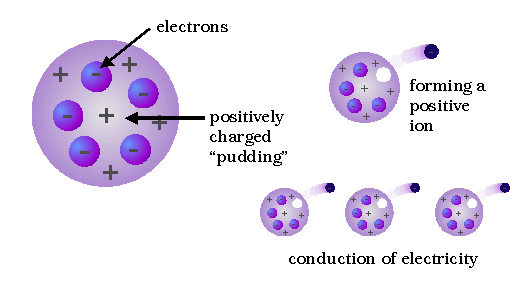 electrons
positively
charged
“pudding”
forming a
positive
ion
conduction of electricity